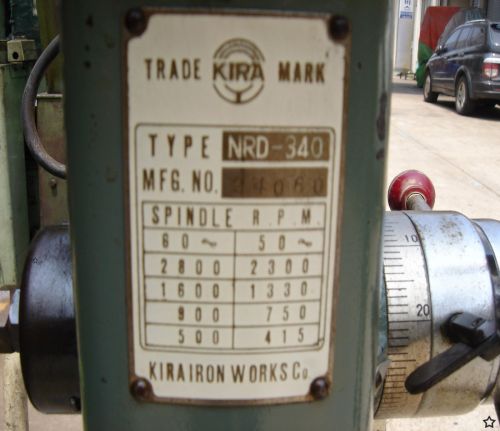 TRADE KIRA MARK
TYPE NRD-340
MFG. NO. 24060
SPINDLE R.P.M.
60~ 50~
2800 2300
1600 1330
900 750
500 415
KIRA IRON WORKS Co
10
20